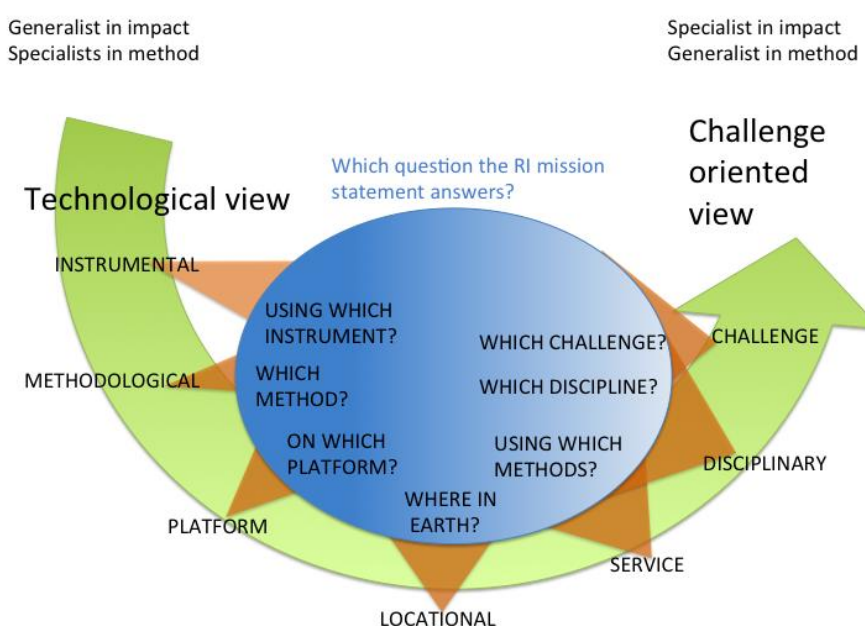 Generalist in impact
Specialists in method
Specialist in impact
Generalist in method
Challenge
oriented
view
Which question the RI mission
statement answers?
Technological view
INSTRUMENTAL
USING WHICH
INSTRUMENT?
WHICH CHALLENGE?
CHALLENGE
METHODOLOGICAL
WHICH
METHOD?
WHICH DISCIPLINE?
ON WHICH
PLATFORM?
USING WHICH
METHODS?
DISCIPLINARY
WHERE IN
EARTH?
PLATFORM
SERVICE
LOCATIONAL